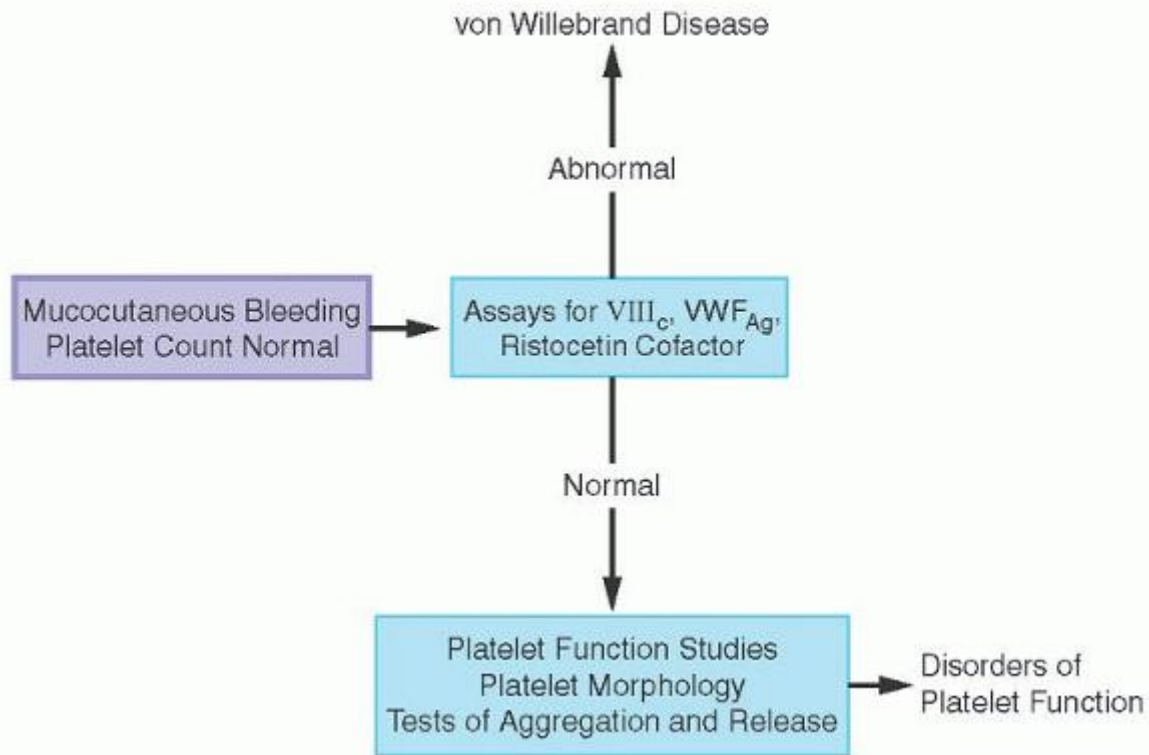 von Willebrand Disease
Abnormal
Mucocutaneous Bleeding
Platelet Count Normal
Assays for VIIIc, VWFAg,
Ristocetin Cofactor
Normal
Platelet Function Studies
Platelet Morphology
Tests of Aggregation and Release
Disorders of
Platelet Function